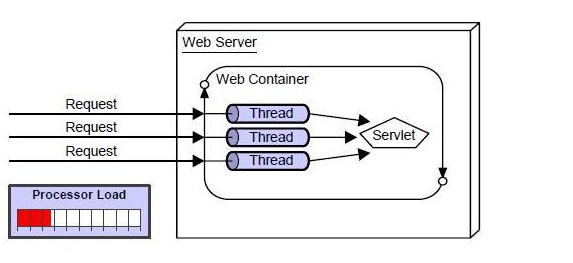 Web Server
Web Container
Request
Thread
Request
Thread
Servlet
Request
Thread
Processor Load